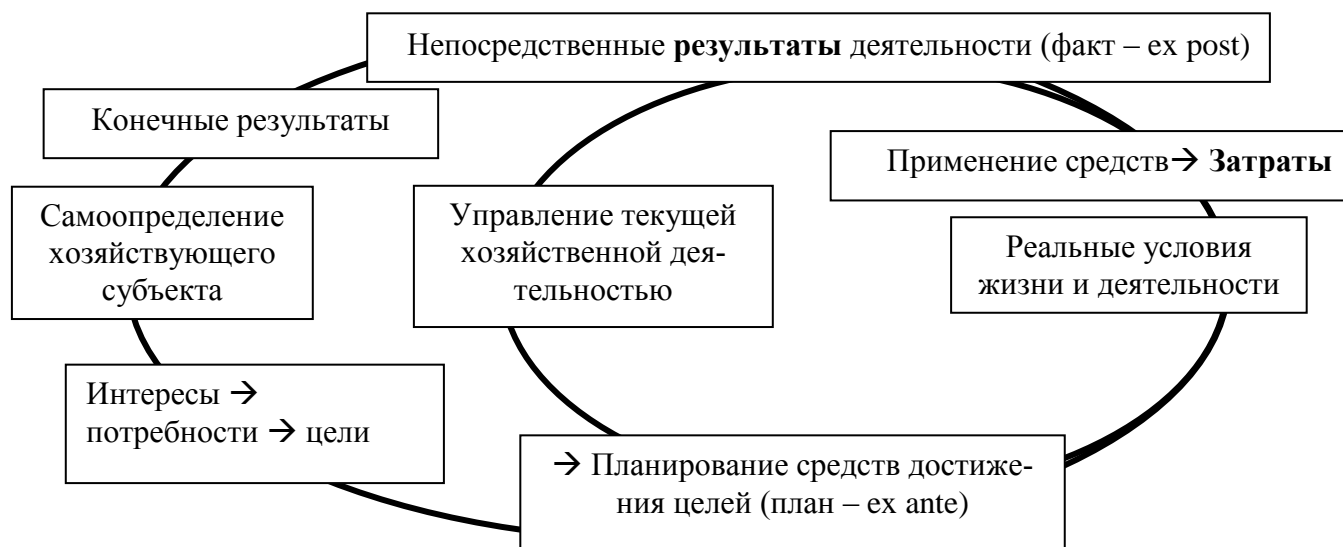 Непосредственные результаты деятельности (факт – ex post)
Конечные результаты
Применение средств→ Затраты
Самоопределение
хозяйствующего
субъекта
Управление текущей
хозяйственной дея-
тельностью
Реальные условия
жизни и деятельности
Интересы →
потребности → цели
→ Планирование средств достиже-
ния целей (план – ex ante)